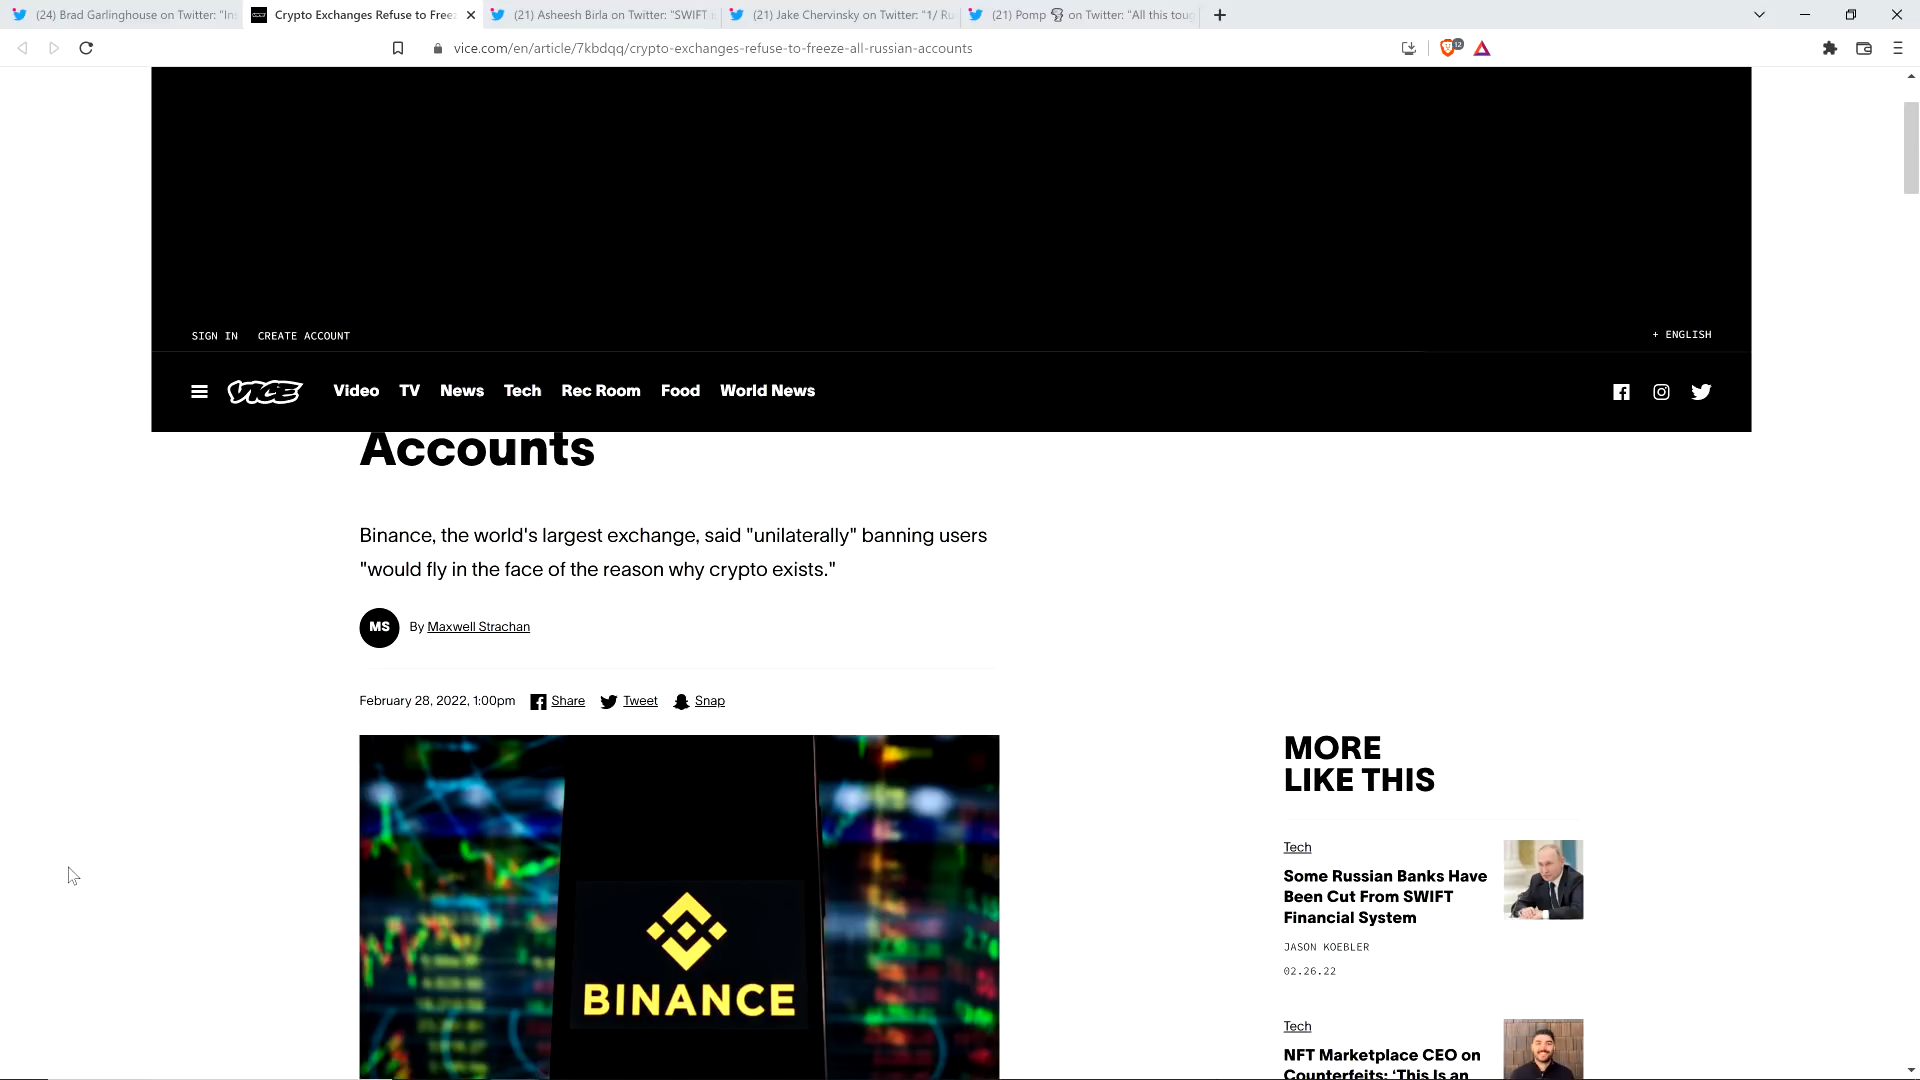 (24) Brad Garlinghouse on Twitter: "In
Crypto Exchanges Refuse to Freez
(21) Asheesh Birla on Twitter: "SWIFT
(21) Jake Chervinsky on Twitter: "1/ Ru
(21) Pomp 🌪 on Twitter: "All this toug
vice.com/en/article/7kbdqq/crypto-exchanges-refuse-to-freeze-all-russian-accounts
12
SIGN IN CREATE ACCOUNT
+ ENGLISH
VICE Video TV News Tech Rec Room Food World News
Accounts
Binance, the world's largest exchange, said "unilaterally" banning users
"would fly in the face of the reason why crypto exists."
MS By Maxwell Strachan
February 28, 2022, 1:00pm Share Tweet Snap
BINANCE
MORE
LIKE THIS
Tech
Some Russian Banks Have
Been Cut From SWIFT
Financial System
JASON KOEBLER
02.26.22
Tech
NFT Marketplace CEO on
Counterfeits: 'This Is an